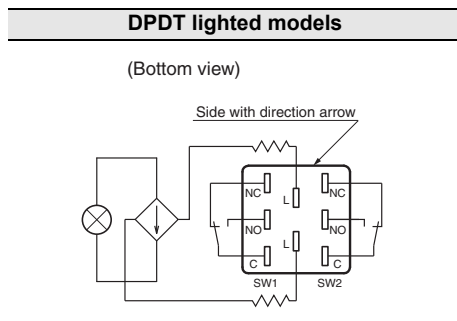 DPDT lighted models
(Bottom view)
Side with direction arrow
NC
L
NC
NO
NO
L
C
C
SW1
SW2